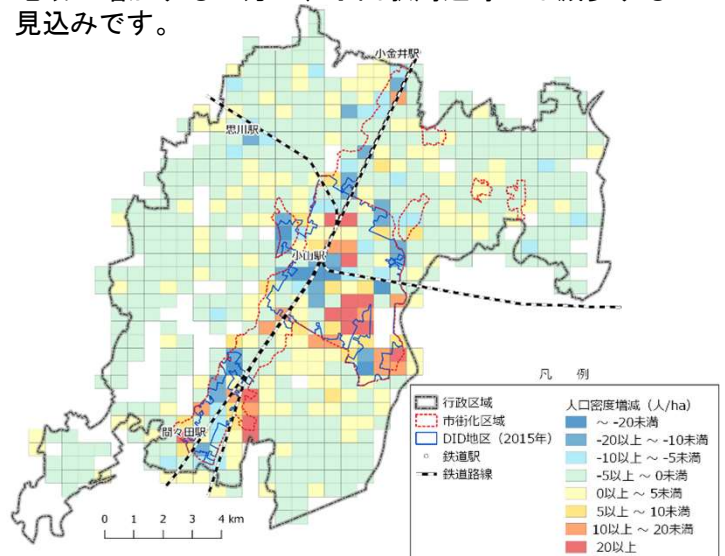 見込みです。
小金井駅
思川駅
小山駅
間々田駅
0 1 2 3 4 km
凡 例
行政区域
市街化区域
DID地区（2015年）
鉄道駅
鉄道路線
人口密度増減（人/ha）
～ -20未満
-20以上 ～ -10未満
-10以上 ～ -5未満
-5以上 ～ 0未満
0以上 ～ 5未満
5以上 ～ 10未満
10以上 ～ 20未満
20以上